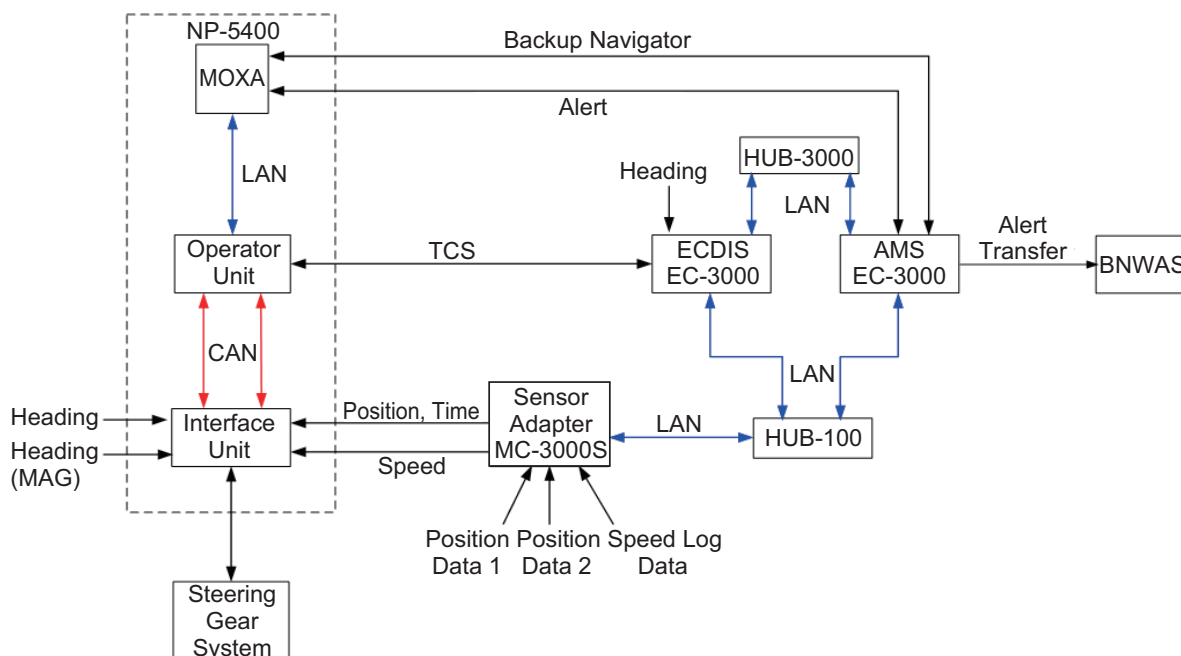 NP-5400
MOXA
Backup Navigator
Alert
LAN
HUB-3000
Heading
LAN
Operator
Unit
TCS
ECDIS
EC-3000
AMS
EC-3000
Alert
Transfer
BNWAS
CAN
LAN
Heading
Heading
(MAG)
Interface
Unit
Position, Time
Speed
Sensor
Adapter
MC-3000S
LAN
HUB-100
Position
Data 1
Position
Data 2
Speed Log
Data
Steering
Gear
System